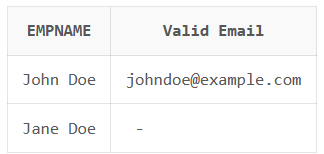 EMPNAME Valid Email
John Doe johndoe@example.com
Jane Doe -